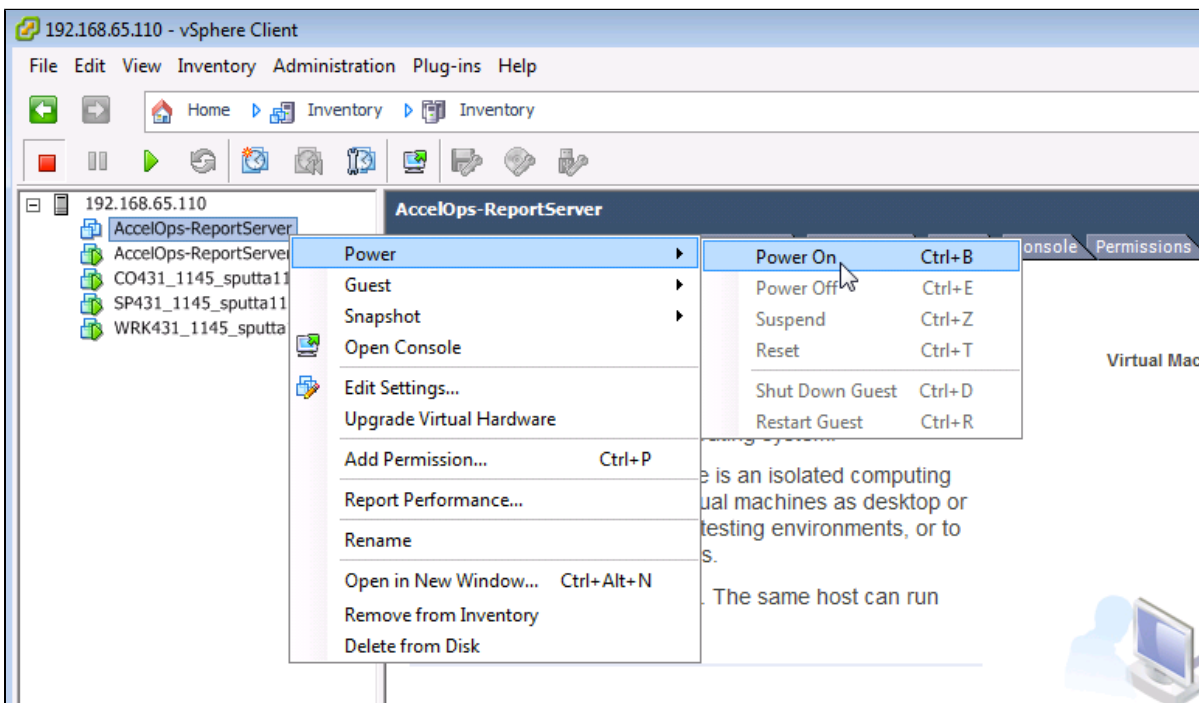 192.168.65.110 - vSphere Client
File Edit View Inventory Administration Plug-ins Help
Home Inventory Inventory
192.168.65.110
AccelOps-ReportServer
AccelOps-ReportServer
AccelOps-ReportServe
CO431_1145_sputta11
SP431_1145_sputta11
WRK431_1145_sputta
Power
Guest
Snapshot
Open Console
Edit Settings...
Upgrade Virtual Hardware
Add Permission... Ctrl+P
Report Performance...
Rename
Open in New Window... Ctrl+Alt+N
Remove from Inventory
Delete from Disk
Power On Ctrl+B
Power Off Ctrl+E
Suspend Ctrl+Z
Reset Ctrl+T
Shut Down Guest Ctrl+D
Restart Guest Ctrl+R
onsole Permissions
Virtual Mac
system.
e is an isolated computing
ual machines as desktop or
testing environments, or to
s.
. The same host can run